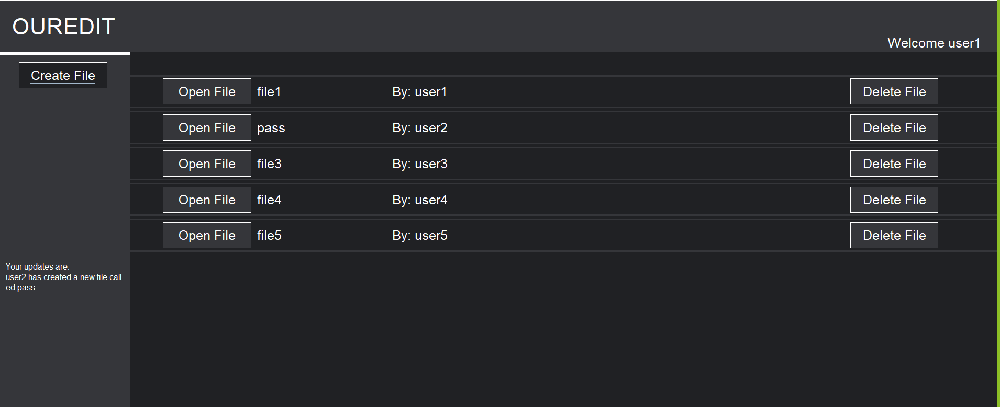 OUREDIT
Welcome user1
Create File
Open File file1 By: user1 Delete File
Open File pass By: user2 Delete File
Open File file3 By: user3 Delete File
Open File file4 By: user4 Delete File
Open File file5 By: user5 Delete File
Your updates are:
user2 has created a new file call
ed pass